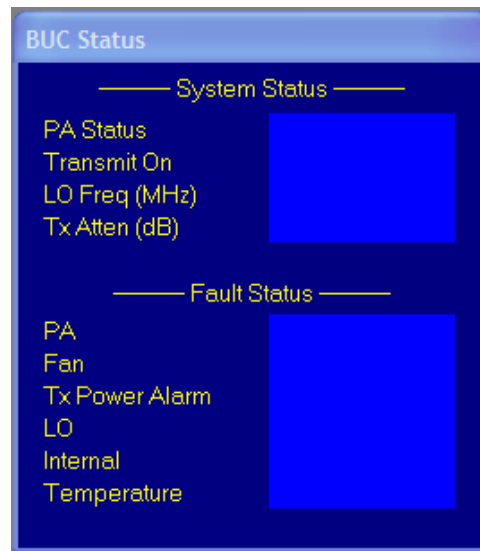 BUC Status
System Status
PA Status
Transmit On
LO Freq (MHz)
Tx Atten (dB)
Fault Status
PA
Fan
Tx Power Alarm
LO
Internal
Temperature